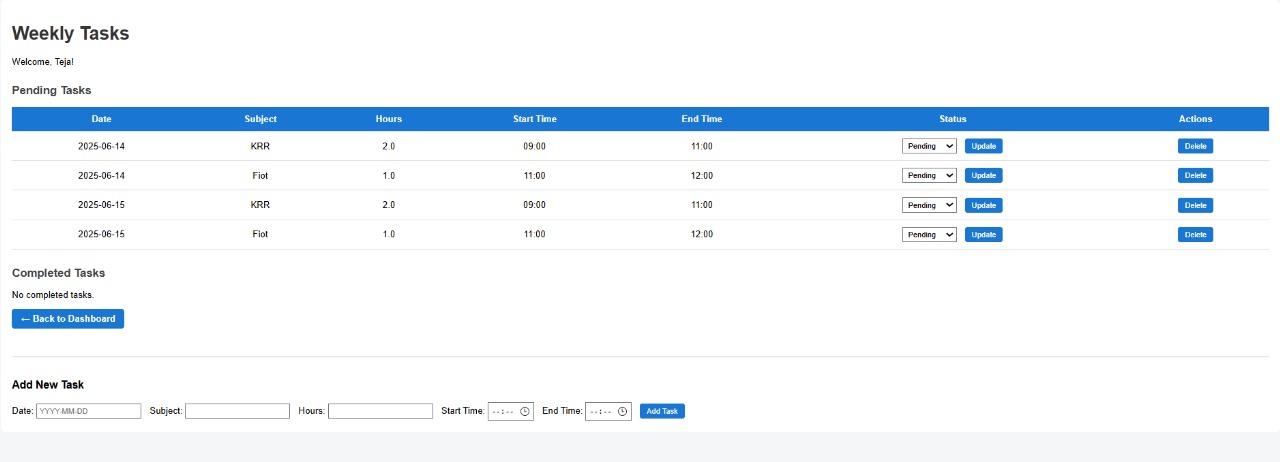 Weekly Tasks
Welcome, Teja!
Pending Tasks
Date Subject Hours Start Time End Time Status Actions
2025-06-14 KRR 2.0 09:00 11:00 Pending Update Delete
2025-06-14 Fiot 1.0 11:00 12:00 Pending Update Delete
2025-06-15 KRR 2.0 09:00 11:00 Pending Update Delete
2025-06-15 Fiot 1.0 11:00 12:00 Pending Update Delete
Completed Tasks
No completed tasks.
← Back to Dashboard
Add New Task
Date: YYYY-MM-DD Subject: Hours: Start Time: --:-- End Time: --:-- Add Task